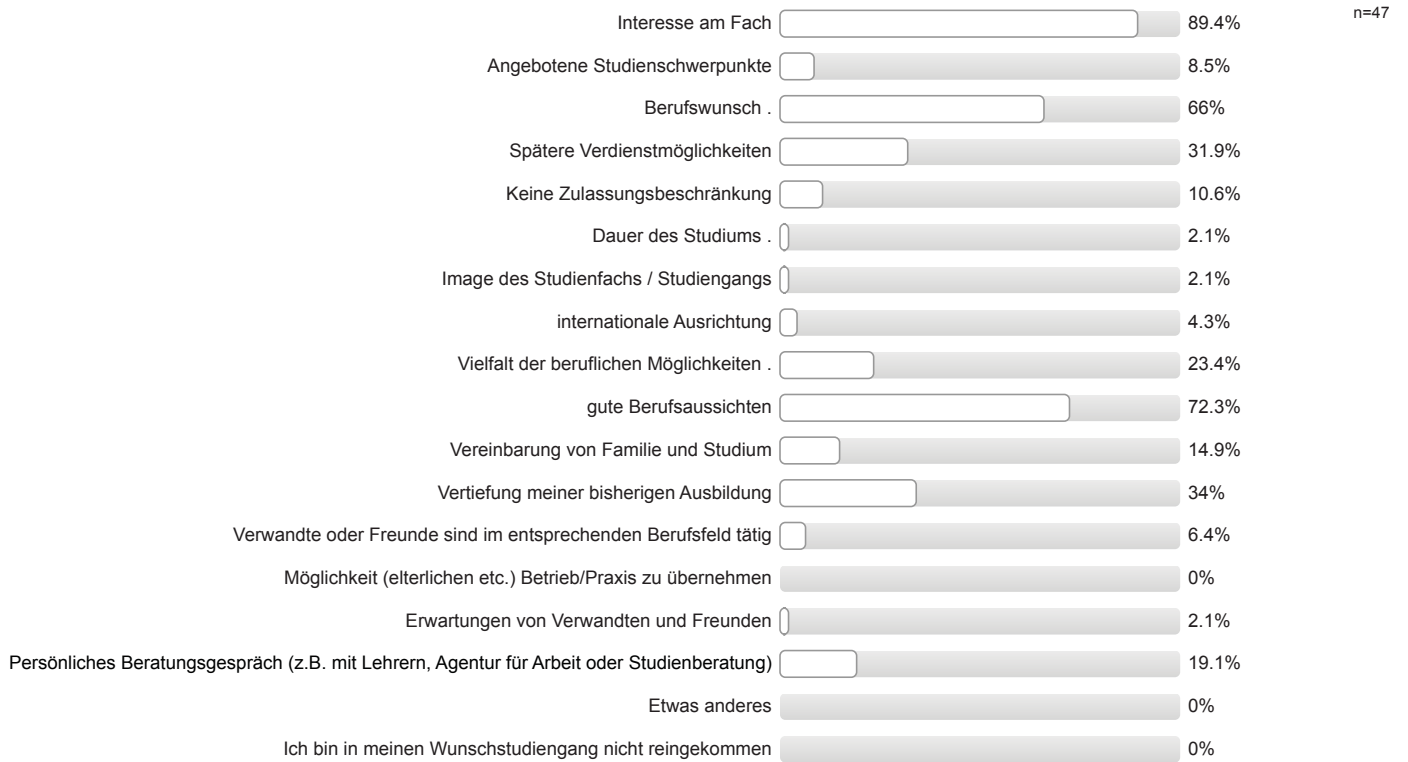 n=47
Interesse am Fach 89.4%
Angebotene Studienschwerpunkte 8.5%
Berufswunsch . 66%
Spätere Verdienstmöglichkeiten 31.9%
Keine Zulassungsbeschränkung 10.6%
Dauer des Studiums . 2.1%
Image des Studienfachs / Studiengangs 2.1%
internationale Ausrichtung 4.3%
Vielfalt der beruflichen Möglichkeiten . 23.4%
gute Berufsaussichten 72.3%
Vereinbarung von Familie und Studium 14.9%
Vertiefung meiner bisherigen Ausbildung 34%
Verwandte oder Freunde sind im entsprechenden Berufsfeld tätig 6.4%
Möglichkeit (elterlichen etc.) Betrieb/Praxis zu übernehmen 0%
Erwartungen von Verwandten und Freunden 2.1%
Persönliches Beratungsgespräch (z.B. mit Lehrern, Agentur für Arbeit oder Studienberatung) 19.1%
Etwas anderes 0%
Ich bin in meinen Wunschstudiengang nicht reingekommen 0%